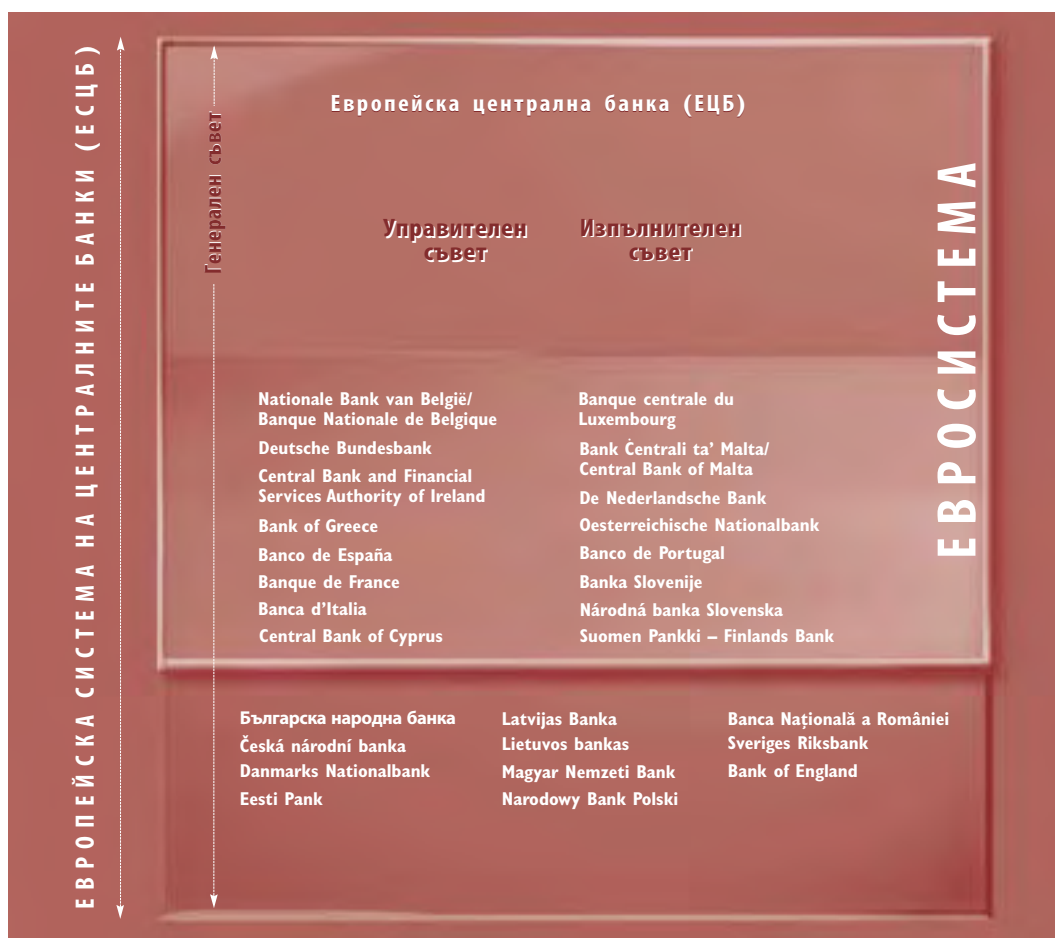 ЕВРОПЕЙСКА СИСТЕМА НА ЦЕНТРАЛНИТЕ БАНКИ (ЕСЦБ)
Генерален съвет
Европейска централна банка (ЕЦБ)
Управителен
съвет
Изпълнителен
съвет
ЕВРОСИСТЕМА
Nationale Bank van België/
Banque Nationale de Belgique
Deutsche Bundesbank
Central Bank and Financial
Services Authority of Ireland
Bank of Greece
Banco de España
Banque de France
Banca d’Italia
Central Bank of Cyprus
Banque centrale du
Luxembourg
Bank Ċentrali ta’ Malta/
Central Bank of Malta
De Nederlandsche Bank
Oesterreichische Nationalbank
Banco de Portugal
Banka Slovenije
Národná banka Slovenska
Suomen Pankki – Finlands Bank
Българска народна банка
Česká národní banka
Danmarks Nationalbank
Eesti Pank
Latvijas Banka
Lietuvos bankas
Magyar Nemzeti Bank
Narodowy Bank Polski
Banca Națională a României
Sveriges Riksbank
Bank of England